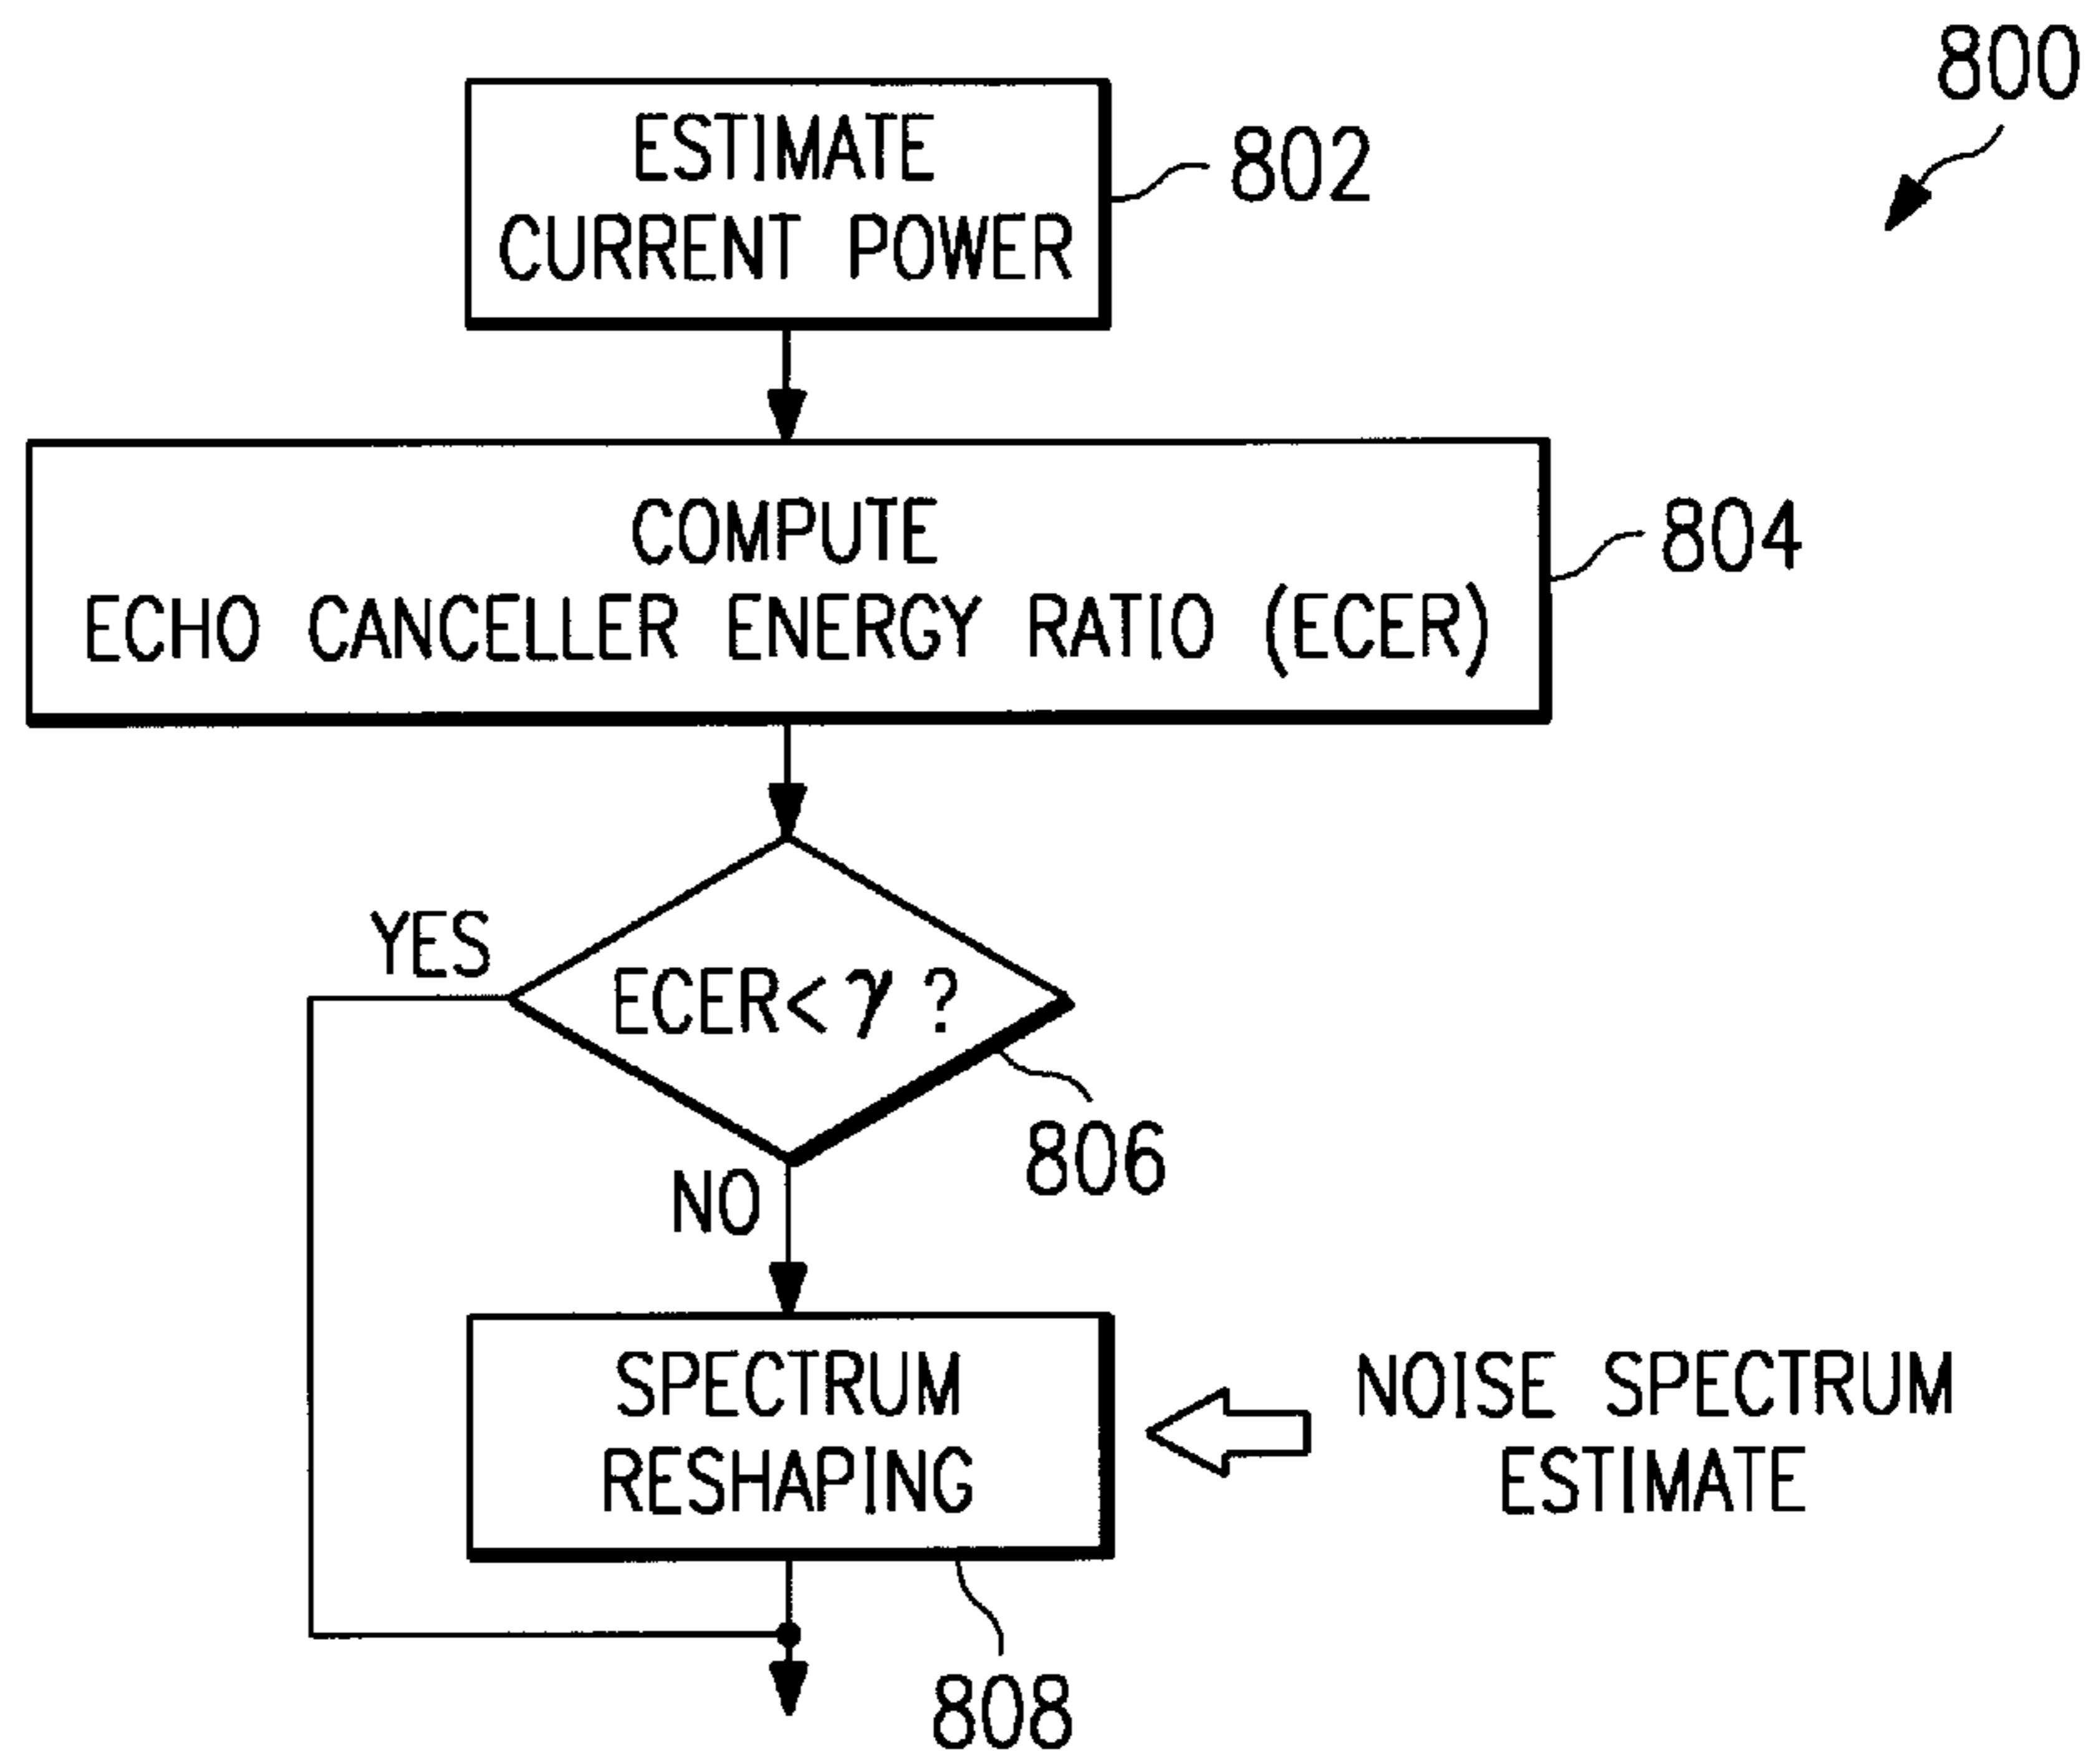 800
ESTIMATE
CURRENT POWER
802
COMPUTE
ECHO CANCELLER ENERGY RATIO (ECER)
804
YES
ECER < γ ?
806
NO
SPECTRUM
RESHAPING
NOISE SPECTRUM
ESTIMATE
808